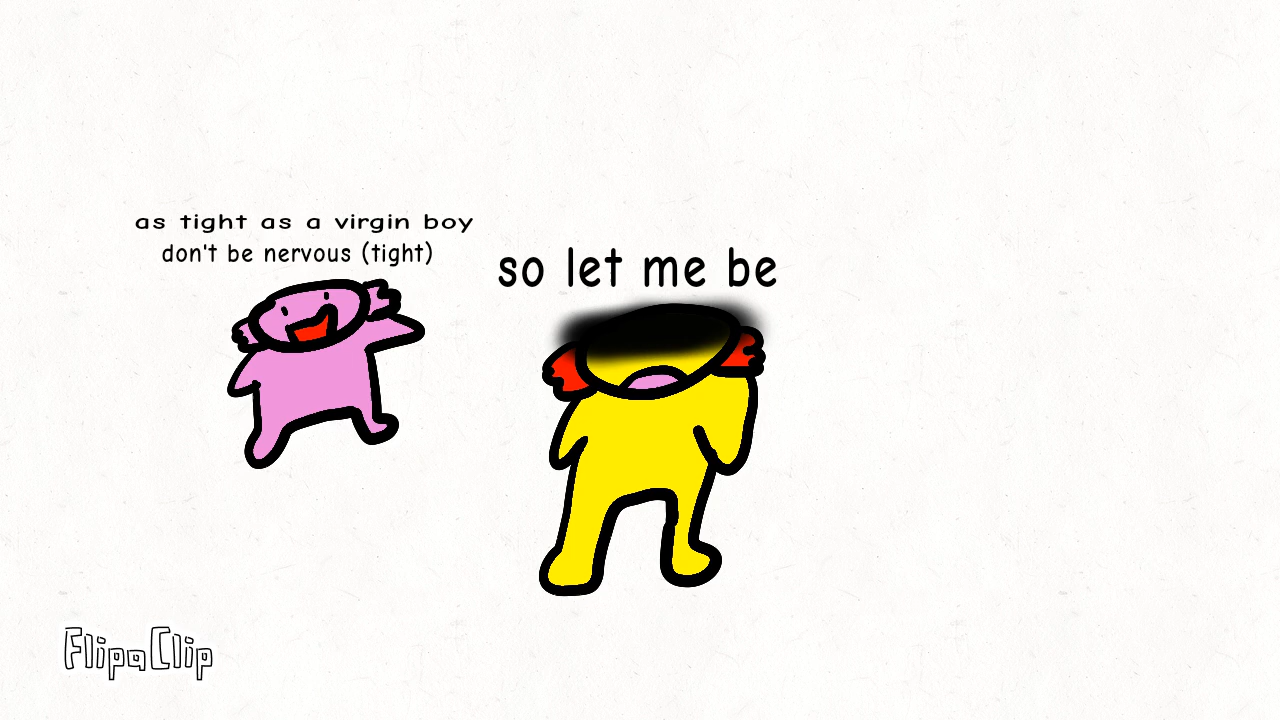 as tight as a virgin boy
don't be nervous (tight)
so let me be
FlipaClip